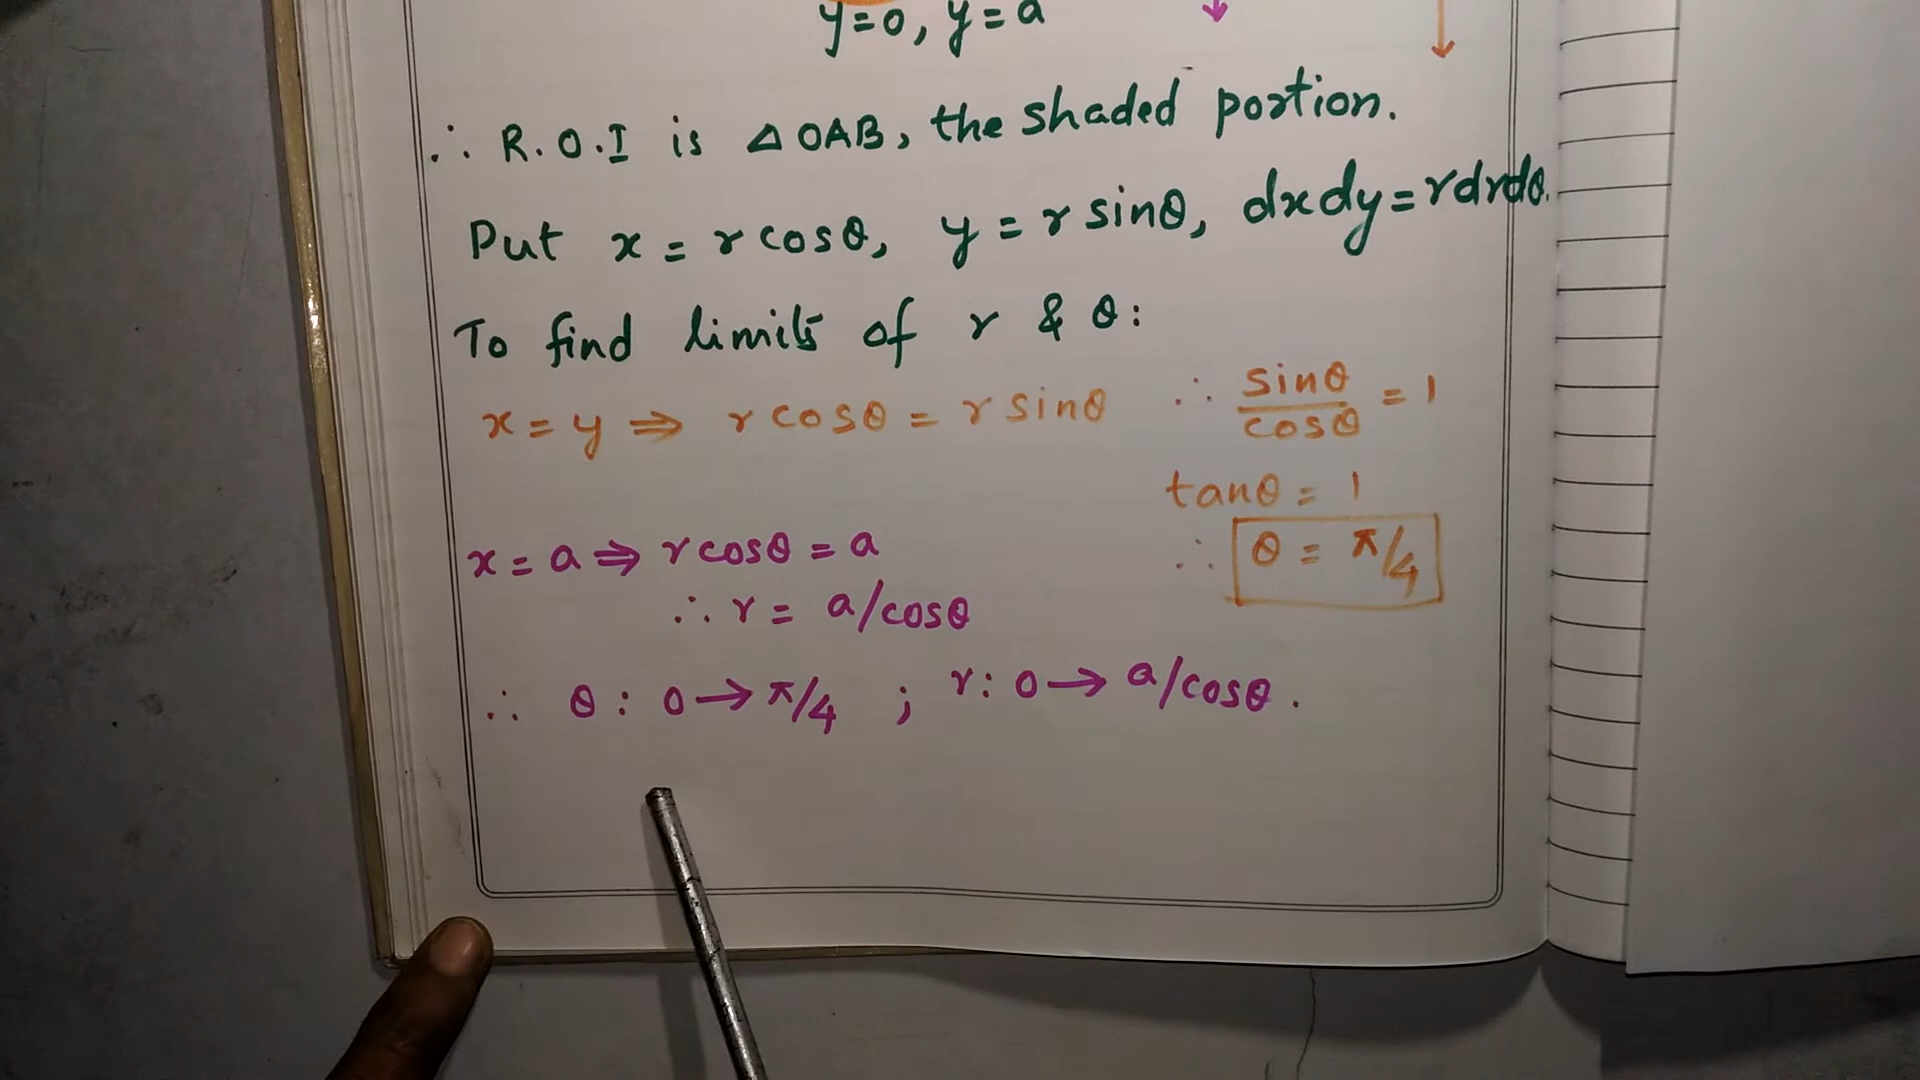 y=0, y=a
∴ R.O.I is △OAB, the shaded portion.
Put x = r cosθ, y = r sinθ, dxdy=rdrdθ.
To find limits of r & θ:
x = y ⇒ r cosθ = r sinθ ∴ sinθ/cosθ = 1
tanθ = 1
x = a ⇒ r cosθ = a ∴ θ = π/4
∴ r = a/cosθ
∴ θ : 0 → π/4 ; r : 0 → a/cosθ.